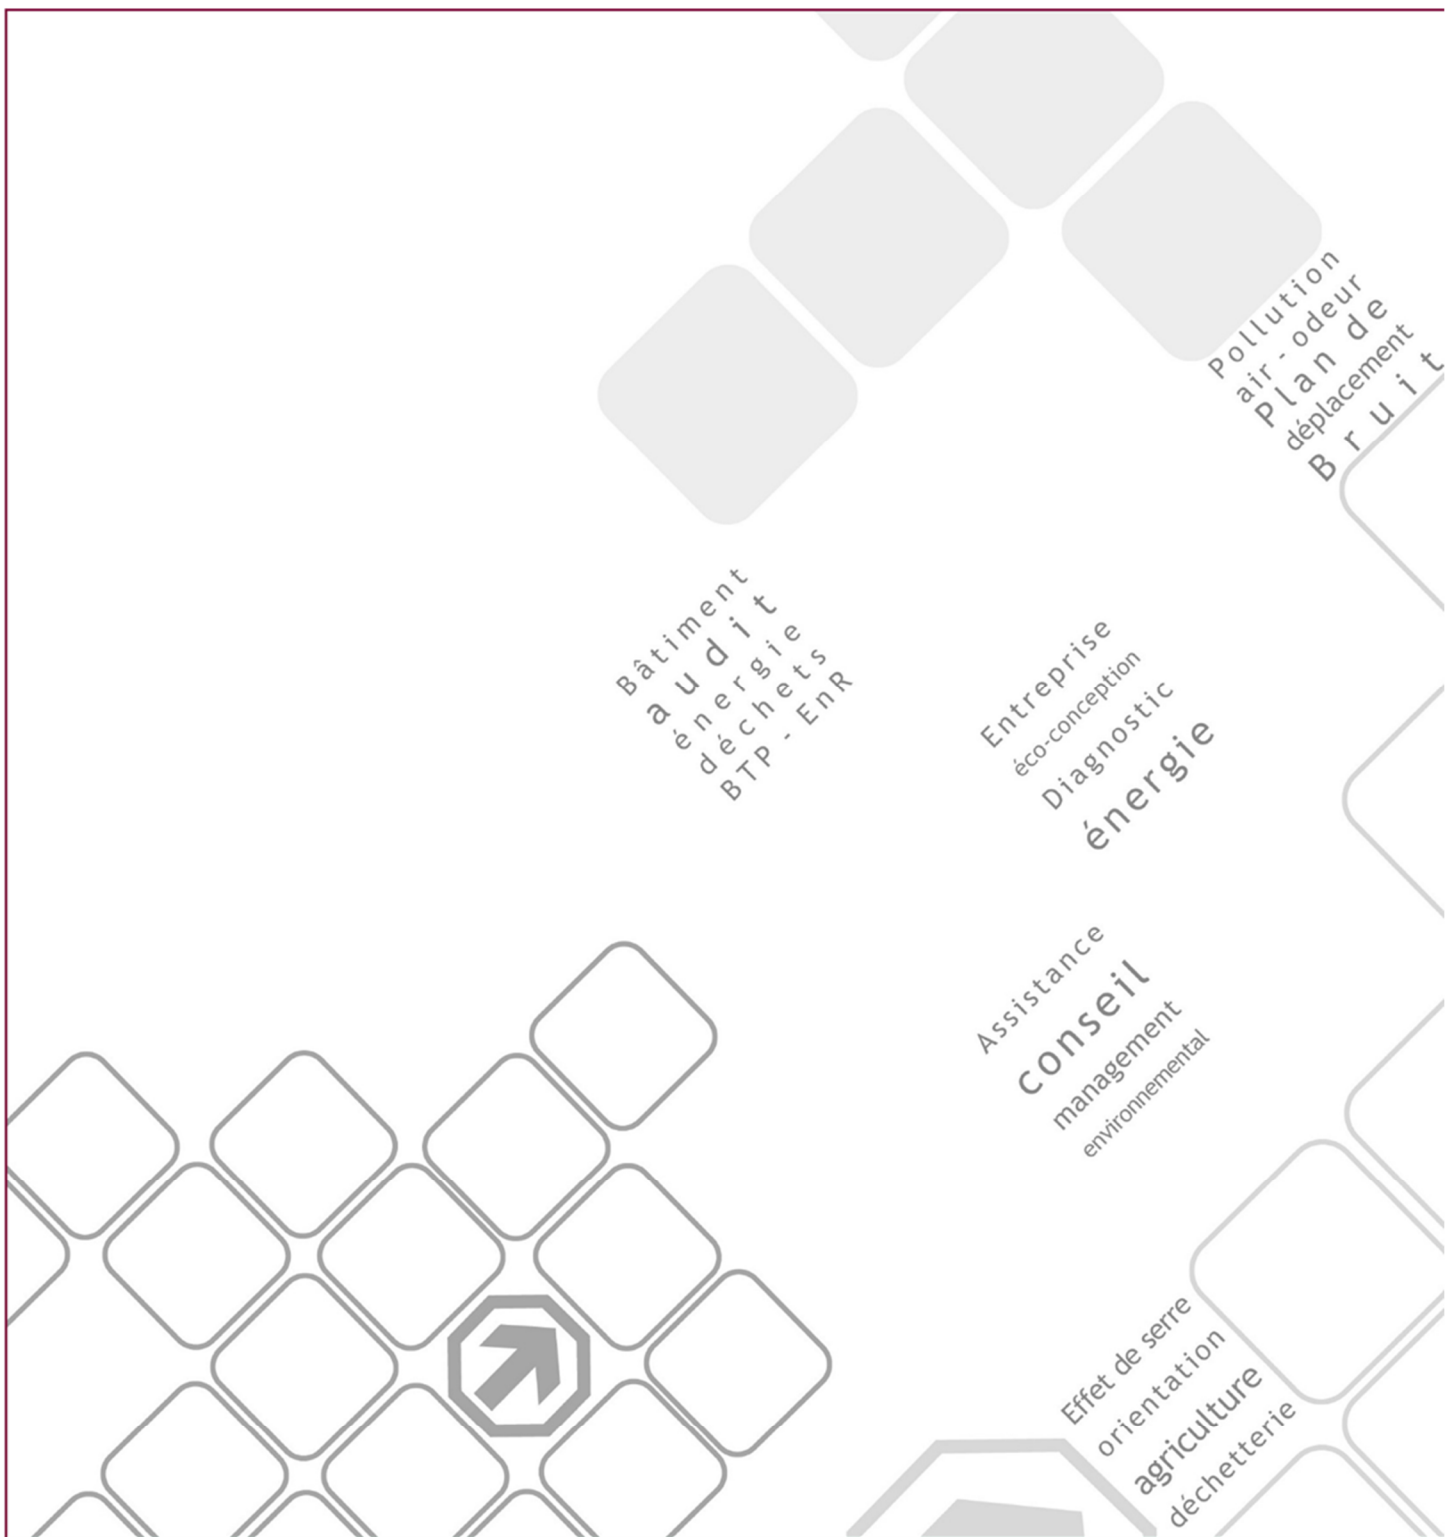 Pollution
air - odeur
Plan de
déplacement
Bruit
Bâtiment
audit
énergie
déchets
BTP - EnR
Entreprise
éco-conception
Diagnostic
énergie
Assistance
conseil
management
environnemental
Effet de serre
orientation
agriculture
déchetterie